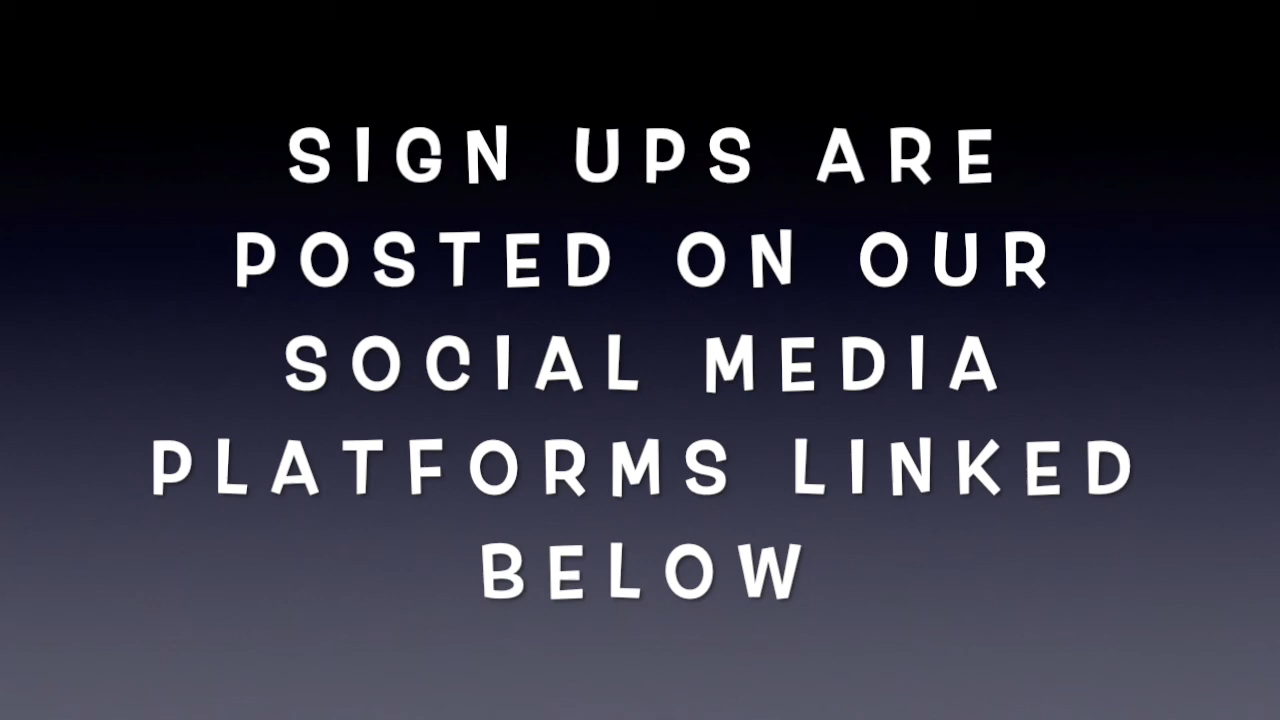 SIGN UPS ARE
POSTED ON OUR
SOCIAL MEDIA
PLATFORMS LINKED
BELOW